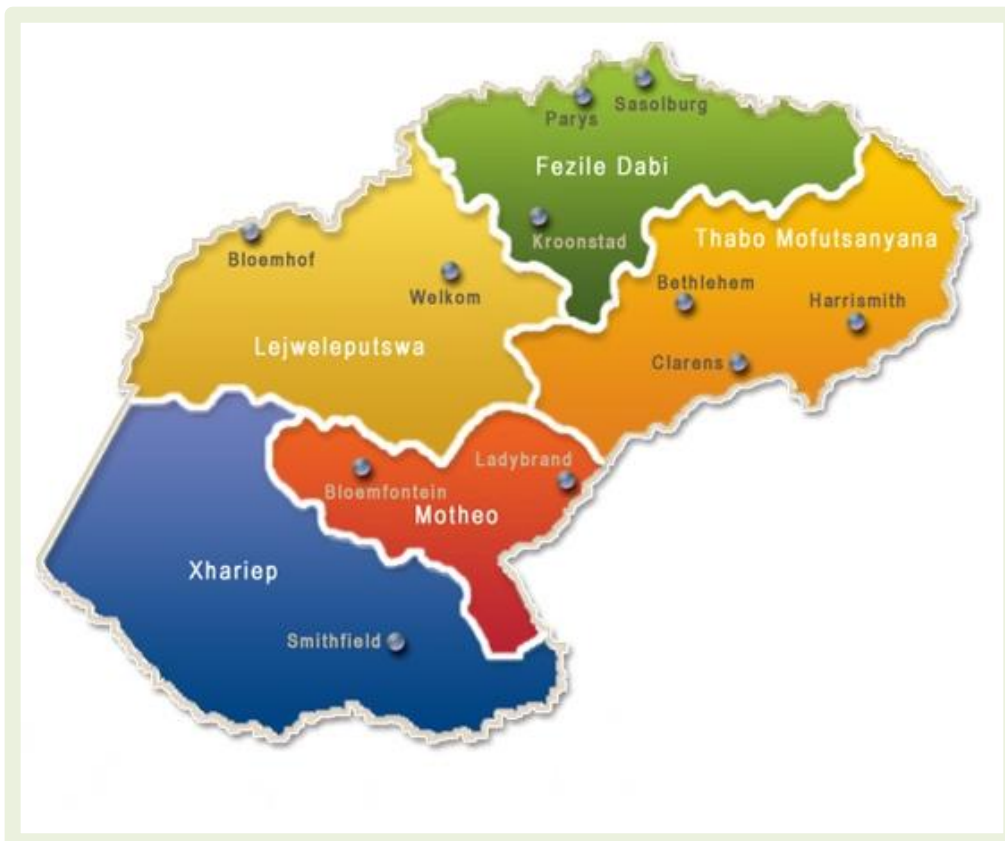 Sasolburg
Parys
Fezile Dabi
Kroonstad
Thabo Mofutsanyana
Bloemhof
Bethlehem
Welkom
Harrismith
Lejweleputswa
Clarens
Ladybrand
Bloemfontein
Motheo
Xhariep
Smithfield